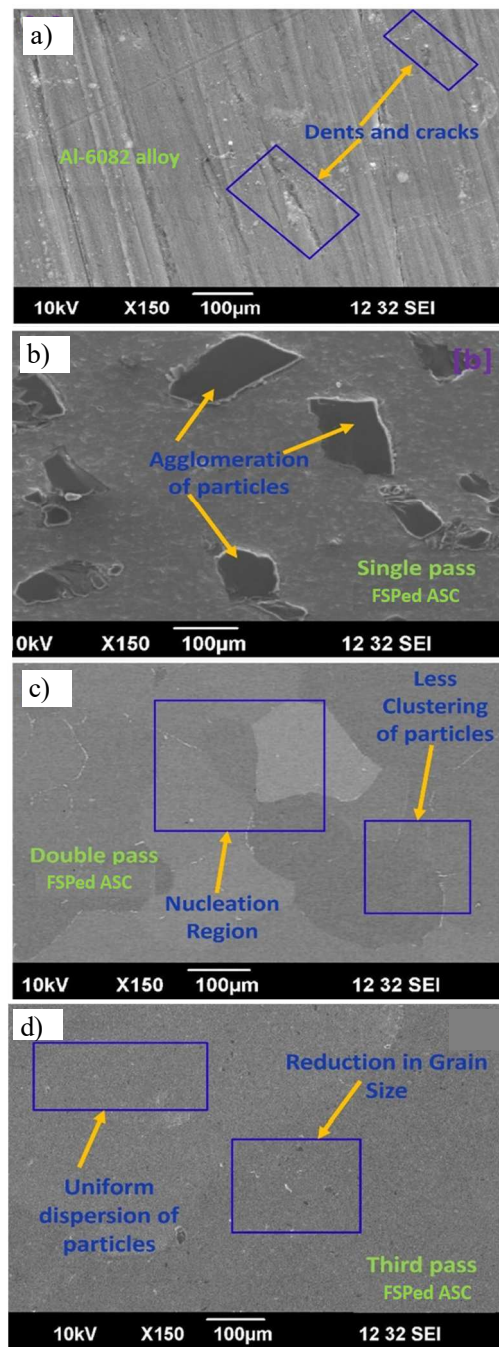 a)
Dents and cracks
Al-6082 alloy
10kV X150 100µm 12 32 SEI
b)
[b]
Agglomeration
of particles
Single pass
FSPed ASC
10kV X150 100µm 12 32 SEI
c)
Less
Clustering
of particles
Double pass
FSPed ASC
Nucleation
Region
10kV X150 100µm 12 32 SEI
d)
Reduction in Grain
Size
Uniform
dispersion of
particles
Third pass
FSPed ASC
10kV X150 100µm 12 32 SEI